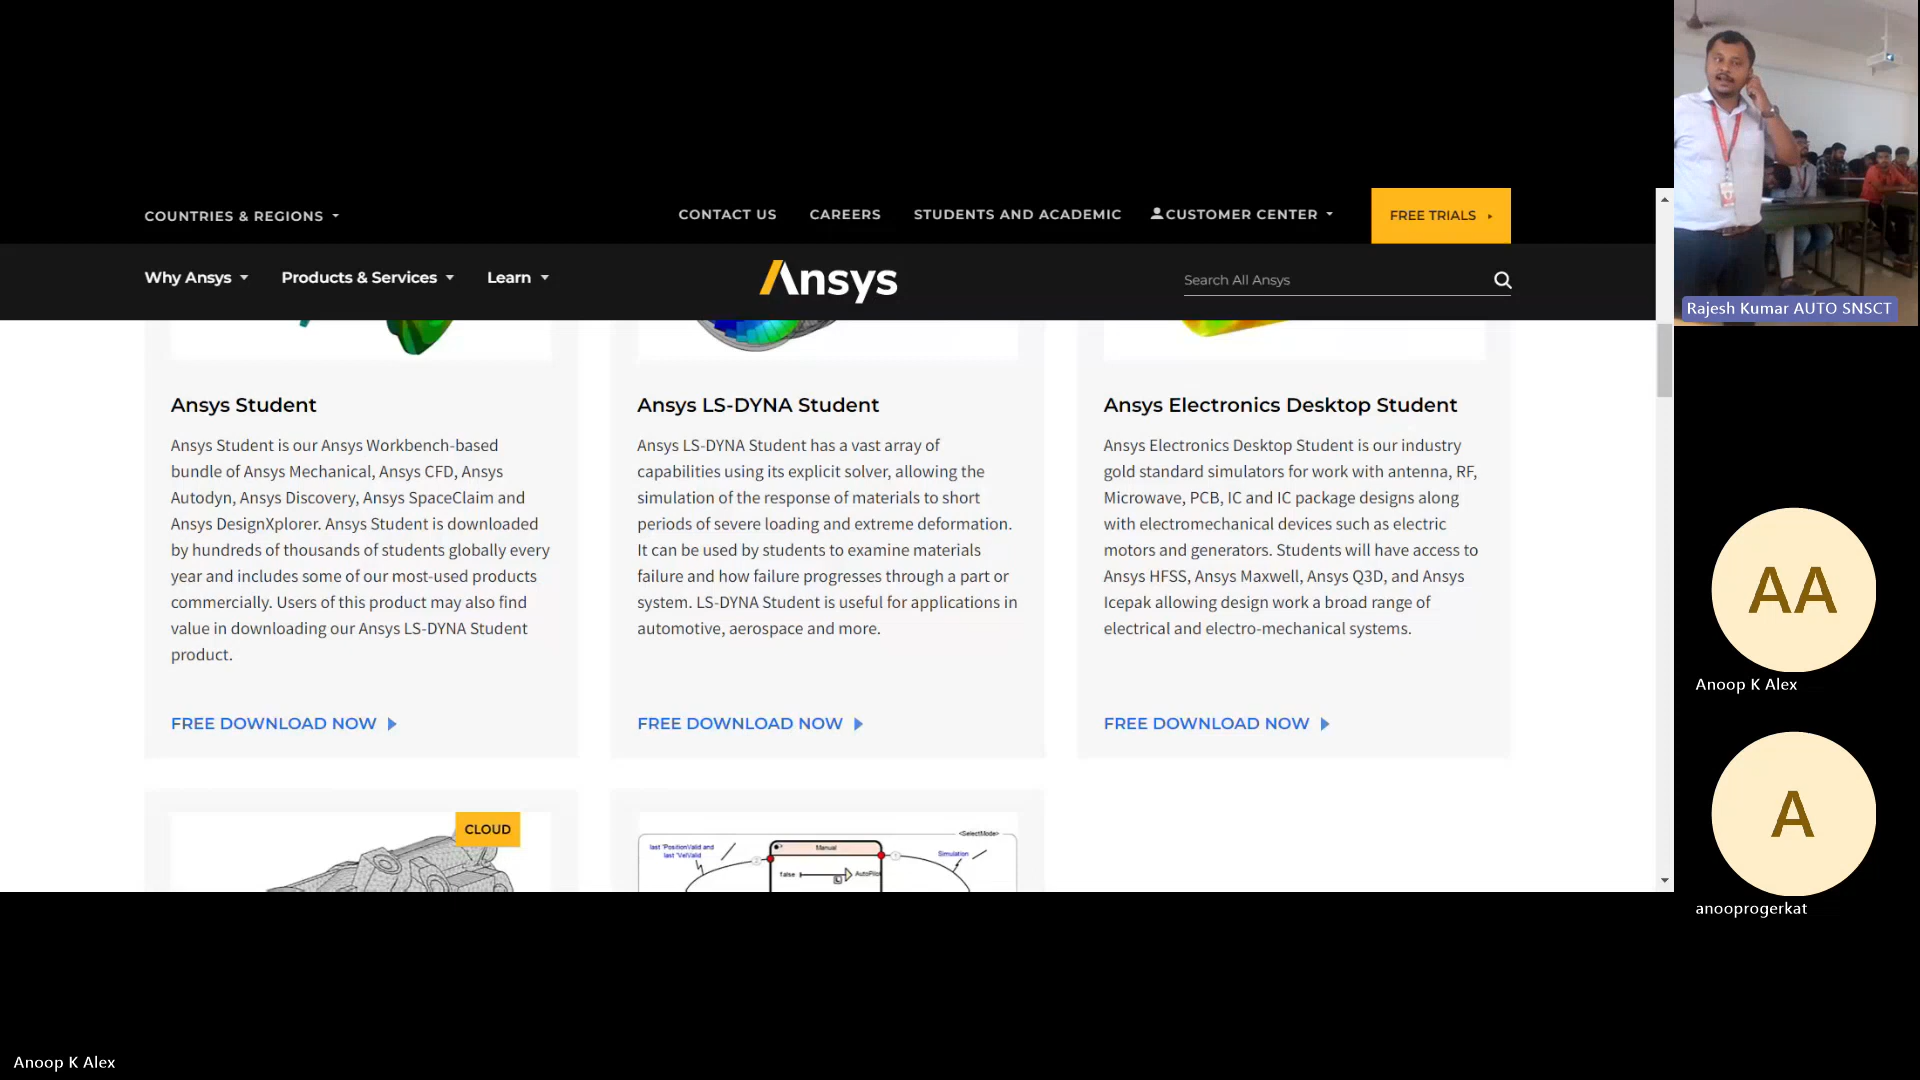 COUNTRIES & REGIONS
CONTACT US
CAREERS
STUDENTS AND ACADEMIC
CUSTOMER CENTER
FREE TRIALS
Why Ansys
Products & Services
Learn
Ansys
Search All Ansys
Rajesh Kumar AUTO SNSCT
Ansys Student
Ansys Student is our Ansys Workbench-based
bundle of Ansys Mechanical, Ansys CFD, Ansys
Autodyn, Ansys Discovery, Ansys SpaceClaim and
Ansys DesignXplorer. Ansys Student is downloaded
by hundreds of thousands of students globally every
year and includes some of our most-used products
commercially. Users of this product may also find
value in downloading our Ansys LS-DYNA Student
product.
FREE DOWNLOAD NOW
Ansys LS-DYNA Student
Ansys LS-DYNA Student has a vast array of
capabilities using its explicit solver, allowing the
simulation of the response of materials to short
periods of severe loading and extreme deformation.
It can be used by students to examine materials
failure and how failure progresses through a part or
system. LS-DYNA Student is useful for applications in
automotive, aerospace and more.
FREE DOWNLOAD NOW
Ansys Electronics Desktop Student
Ansys Electronics Desktop Student is our industry
gold standard simulators for work with antenna, RF,
Microwave, PCB, IC and IC package designs along
with electromechanical devices such as electric
motors and generators. Students will have access to
Ansys HFSS, Ansys Maxwell, Ansys Q3D, and Ansys
Icepak allowing design work a broad range of
electrical and electro-mechanical systems.
FREE DOWNLOAD NOW
CLOUD
<SelectMode>
last 'PositionValid and
last 'VelValid
Manual
Simulation
false
AutoPilot
AA
Anoop K Alex
A
anooprogerkat
Anoop K Alex